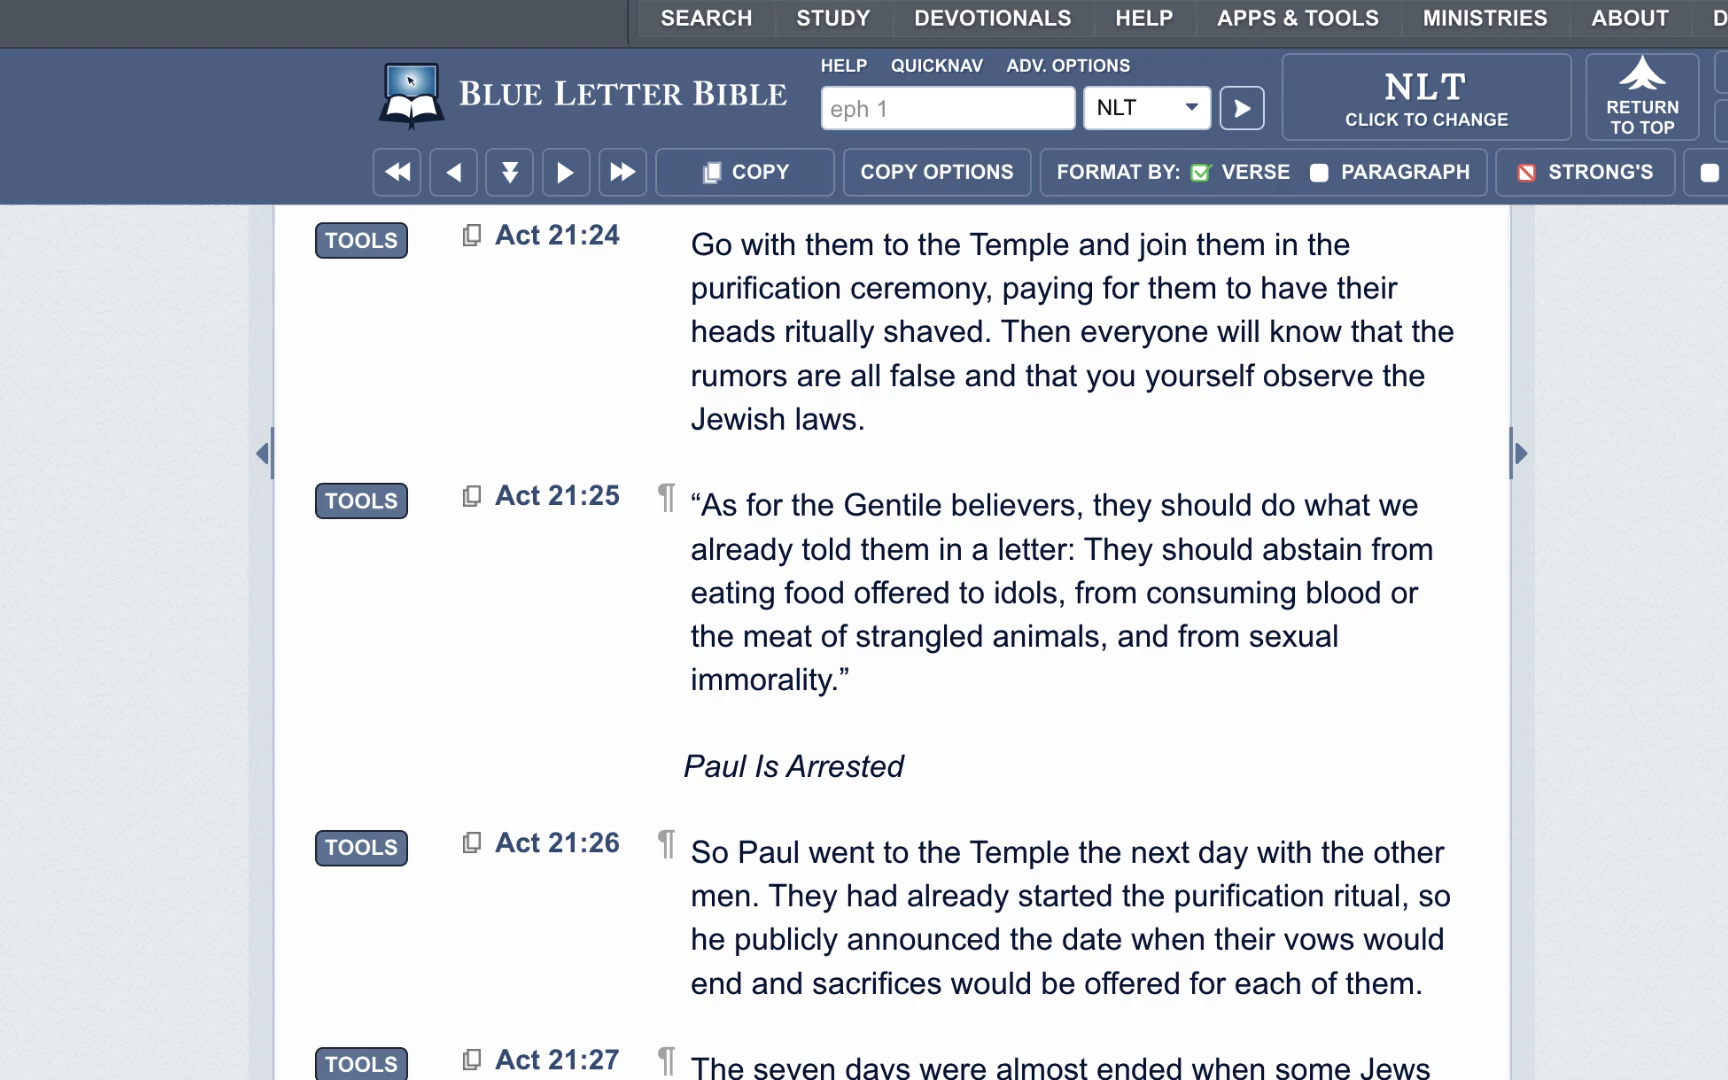 SEARCH STUDY DEVOTIONALS HELP APPS & TOOLS MINISTRIES ABOUT D
BLUE LETTER BIBLE
HELP QUICKNAV ADV. OPTIONS
eph 1 NLT
NLT
CLICK TO CHANGE
RETURN
TO TOP
COPY COPY OPTIONS FORMAT BY: VERSE PARAGRAPH STRONG'S
TOOLS Act 21:24 Go with them to the Temple and join them in the
purification ceremony, paying for them to have their
heads ritually shaved. Then everyone will know that the
rumors are all false and that you yourself observe the
Jewish laws.
TOOLS Act 21:25 ¶ “As for the Gentile believers, they should do what we
already told them in a letter: They should abstain from
eating food offered to idols, from consuming blood or
the meat of strangled animals, and from sexual
immorality.”
Paul Is Arrested
TOOLS Act 21:26 ¶ So Paul went to the Temple the next day with the other
men. They had already started the purification ritual, so
he publicly announced the date when their vows would
end and sacrifices would be offered for each of them.
TOOLS Act 21:27 ¶ The seven days were almost ended when some Jews